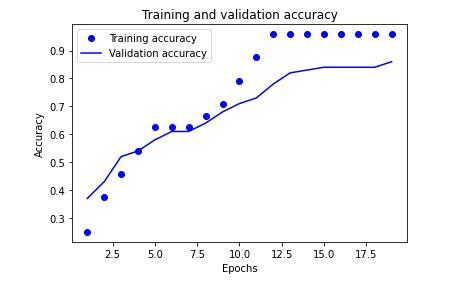 Training and validation accuracy
Training accuracy
Validation accuracy
0.9
0.8
0.7
0.6
0.5
0.4
0.3
Accuracy
2.5 5.0 7.5 10.0 12.5 15.0 17.5
Epochs